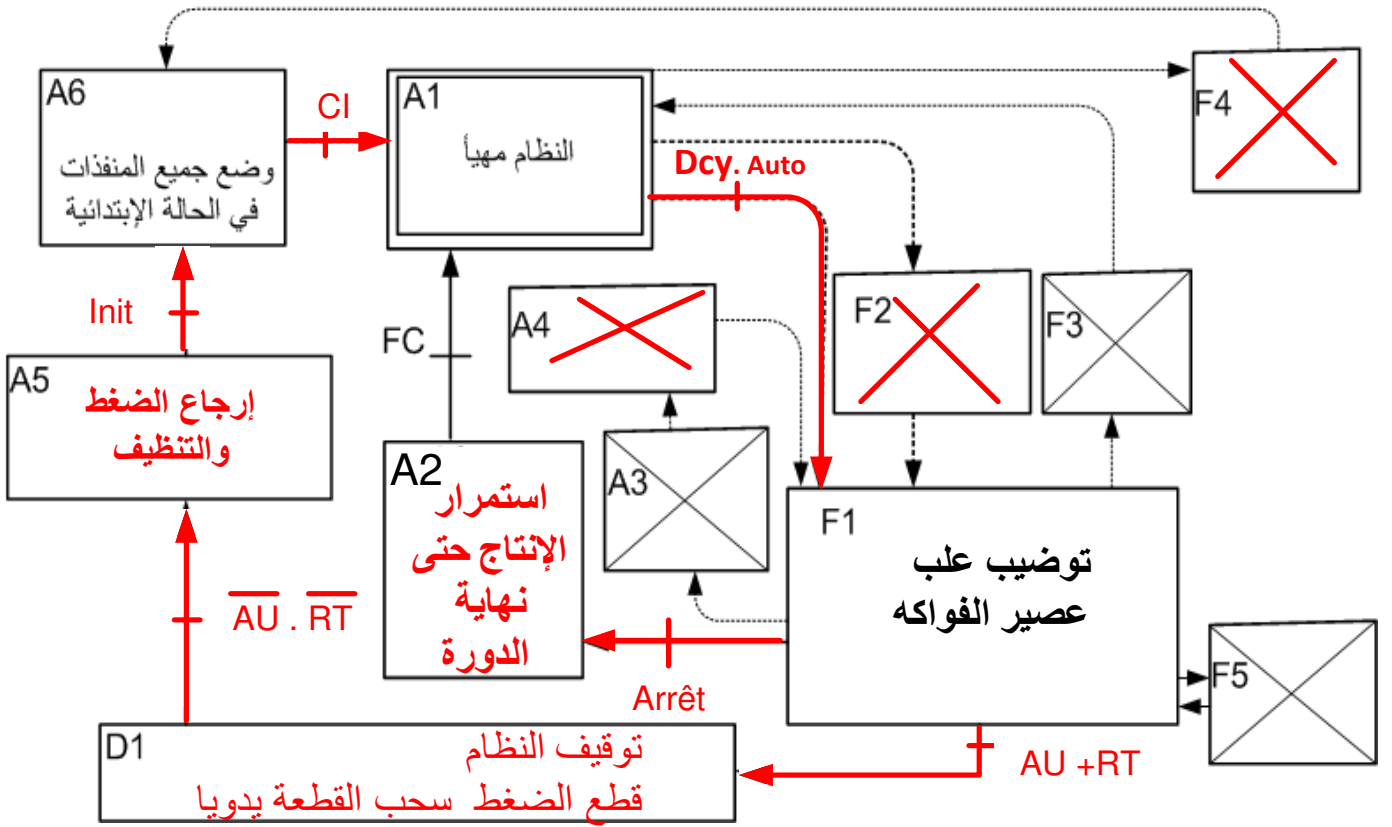 A6
وضع جميع المنفذات
في الحالة الإبتدائية
CI
A1
النظام مهيأ
F4
Dcy. Auto
Init
FC
A4
F2
F3
A5
إرجاع الضغط
والتنظيف
A2
استمرار
الإنتاج حتى
نهاية
الدورة
A3
F1
توضيب علب
عصير الفواكه
A̅U̅ . R̅T̅
Arrêt
F5
D1
توقيف النظام
قطع الضغط سحب القطعة يدويا
AU +RT